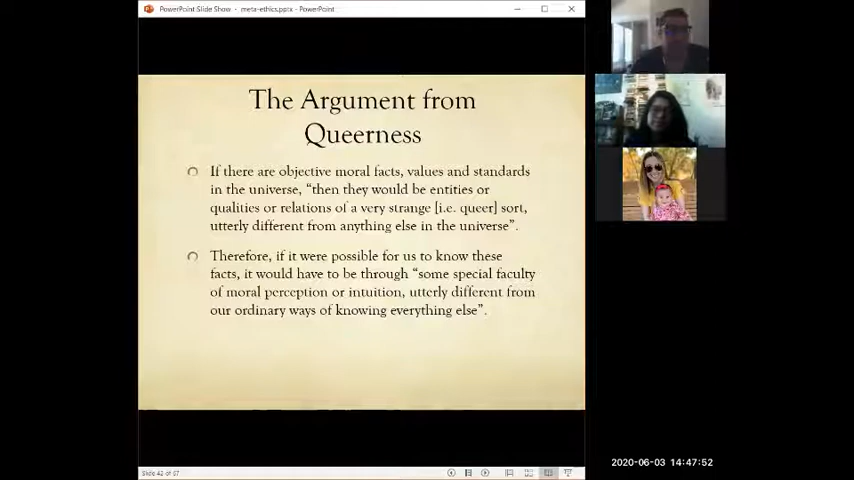 PowerPoint Slide Show - meta-ethics.pptx - PowerPoint
The Argument from
Queerness
If there are objective moral facts, values and standards
in the universe, “then they would be entities or
qualities or relations of a very strange [i.e. queer] sort,
utterly different from anything else in the universe”.
Therefore, if it were possible for us to know these
facts, it would have to be through “some special faculty
of moral perception or intuition, utterly different from
our ordinary ways of knowing everything else”.
Slide 42 of 57
2020-06-03 14:47:52